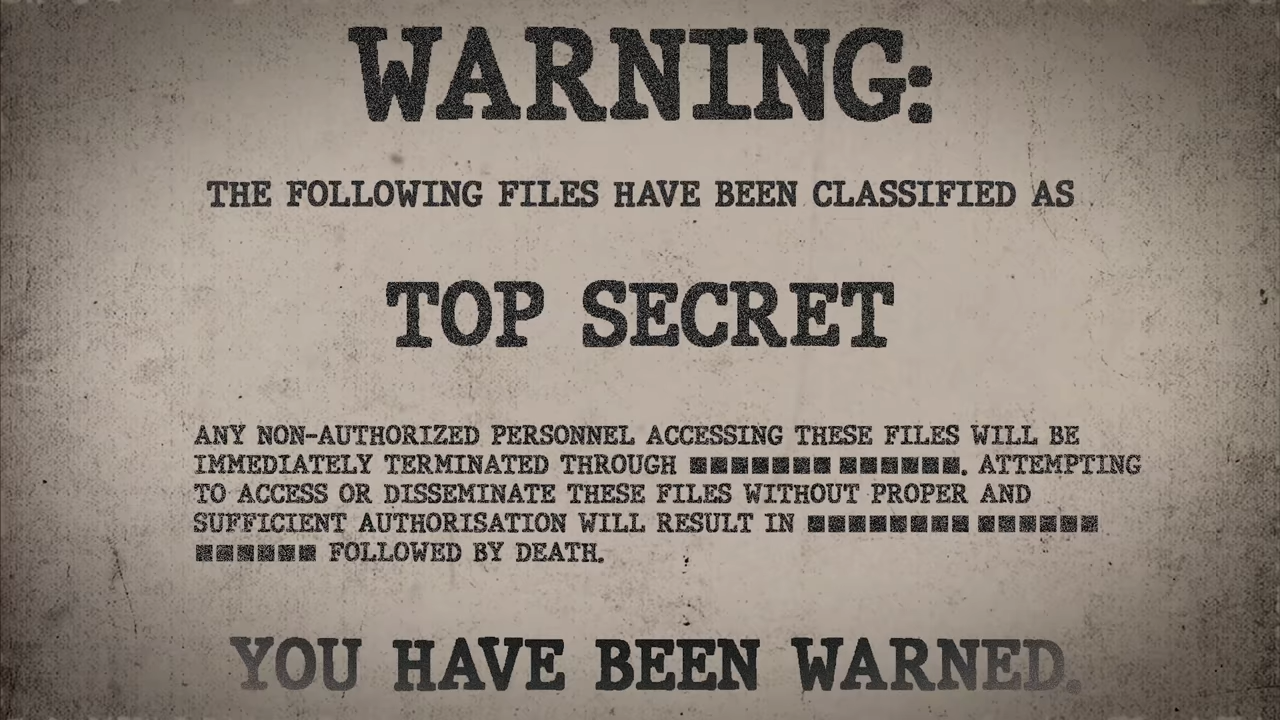 WARNING:
THE FOLLOWING FILES HAVE BEEN CLASSIFIED AS
TOP SECRET
ANY NON-AUTHORIZED PERSONNEL ACCESSING THESE FILES WILL BE
IMMEDIATELY TERMINATED THROUGH ■■■■■■■ ■■■■■■. ATTEMPTING
TO ACCESS OR DISSEMINATE THESE FILES WITHOUT PROPER AND
SUFFICIENT AUTHORISATION WILL RESULT IN ■■■■■■■■ ■■■■■■
■■■■■■ FOLLOWED BY DEATH.
YOU HAVE BEEN WARNED.